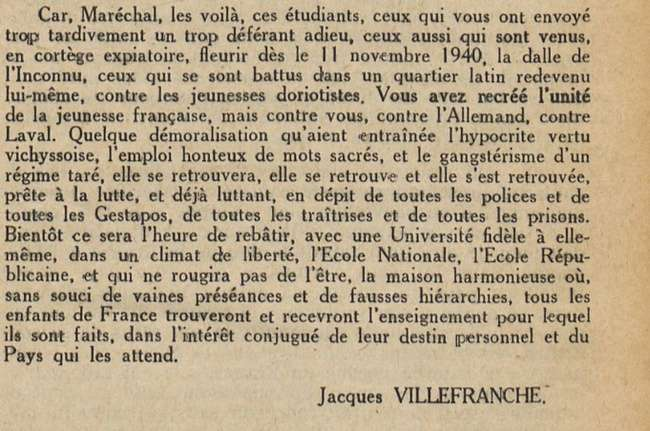 Car, Maréchal, les voilà, ces étudiants, ceux qui vous ont envoyé
trop tardivement un trop déférant adieu, ceux aussi qui sont venus,
en cortège expiatoire, fleurir dès le 11 novembre 1940, la dalle de
l'Inconnu, ceux qui se sont battus dans un quartier latin redevenu
lui-même, contre les jeunesses doriotistes. Vous avez recréé l'unité
de la jeunesse française, mais contre vous, contre l'Allemand, contre
Laval. Quelque démoralisation qu'aient entraînée l'hypocrite vertu
vichyssoise, l'emploi honteux de mots sacrés, et le gangstérisme d'un
régime taré, elle se retrouvera, elle se retrouve et elle s'est retrouvée,
prête à la lutte, et déjà luttant, en dépit de toutes les polices et de
toutes les Gestapos, de toutes les traîtrises et de toutes les prisons.
Bientôt ce sera l'heure de rebâtir, avec une Université fidèle à elle-
même, dans un climat de liberté, l'Ecole Nationale, l'Ecole Répu-
blicaine, et qui ne rougira pas de l'être, la maison harmonieuse où,
sans souci de vaines préséances et de fausses hiérarchies, tous les
enfants de France trouveront et recevront l'enseignement pour lequel
ils sont faits, dans l'intérêt conjugué de leur destin personnel et du
Pays qui les attend.
Jacques VILLEFRANCHE.